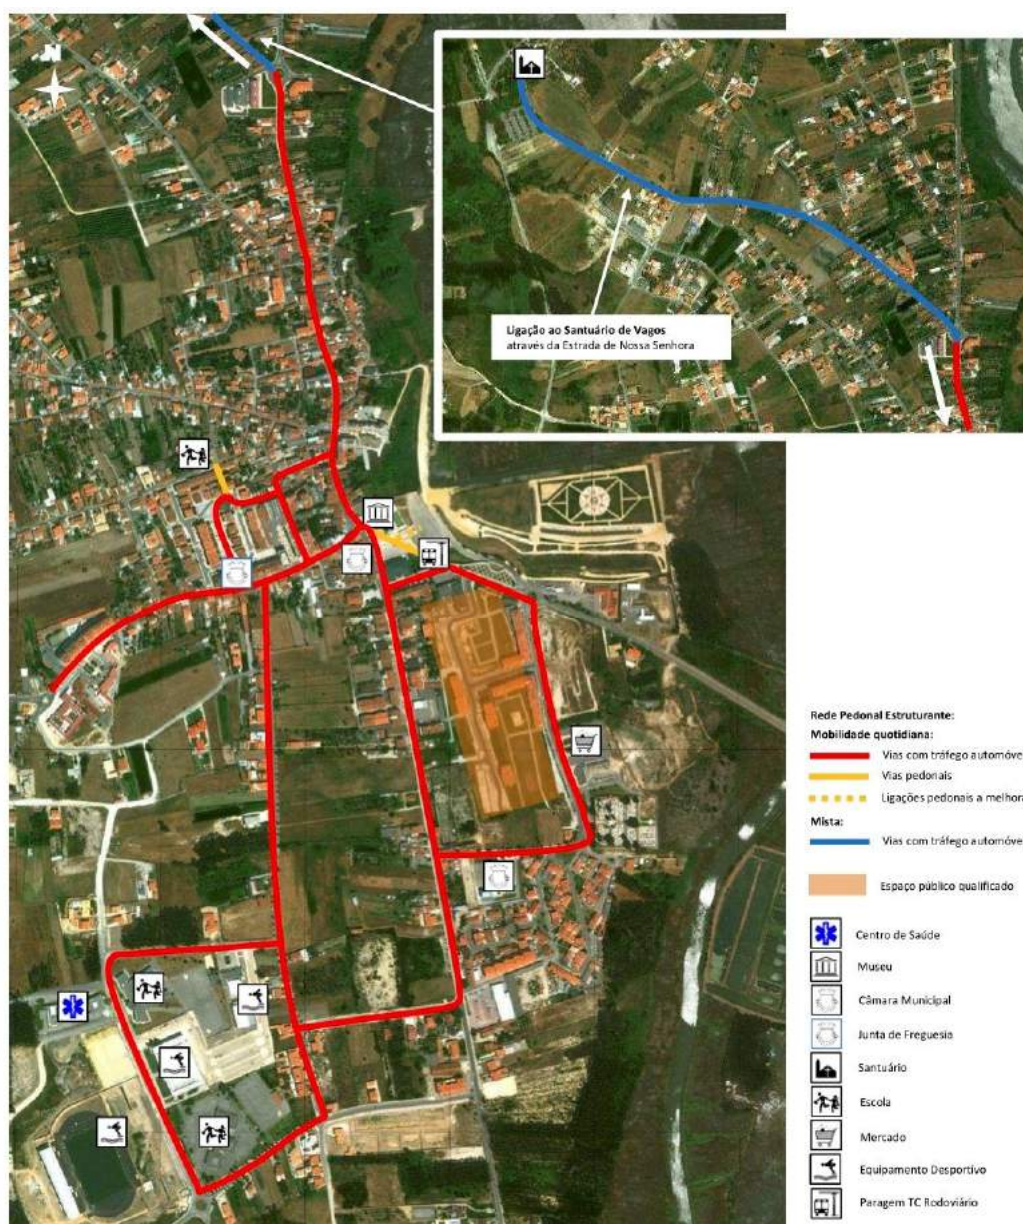 N
Ligação ao Santuário de Vagos
através da Estrada de Nossa Senhora
Rede Pedonal Estruturante:
Mobilidade quotidiana:
Vias com tráfego automóve
Vias pedonais
Ligações pedonais a melhora
Mista:
Vias com tráfego automóve
Espaço público qualificado
Centro de Saúde
Museu
Câmara Municipal
Junta de Freguesia
Santuário
Escola
Mercado
Equipamento Desportivo
Paragem TC Rodoviário